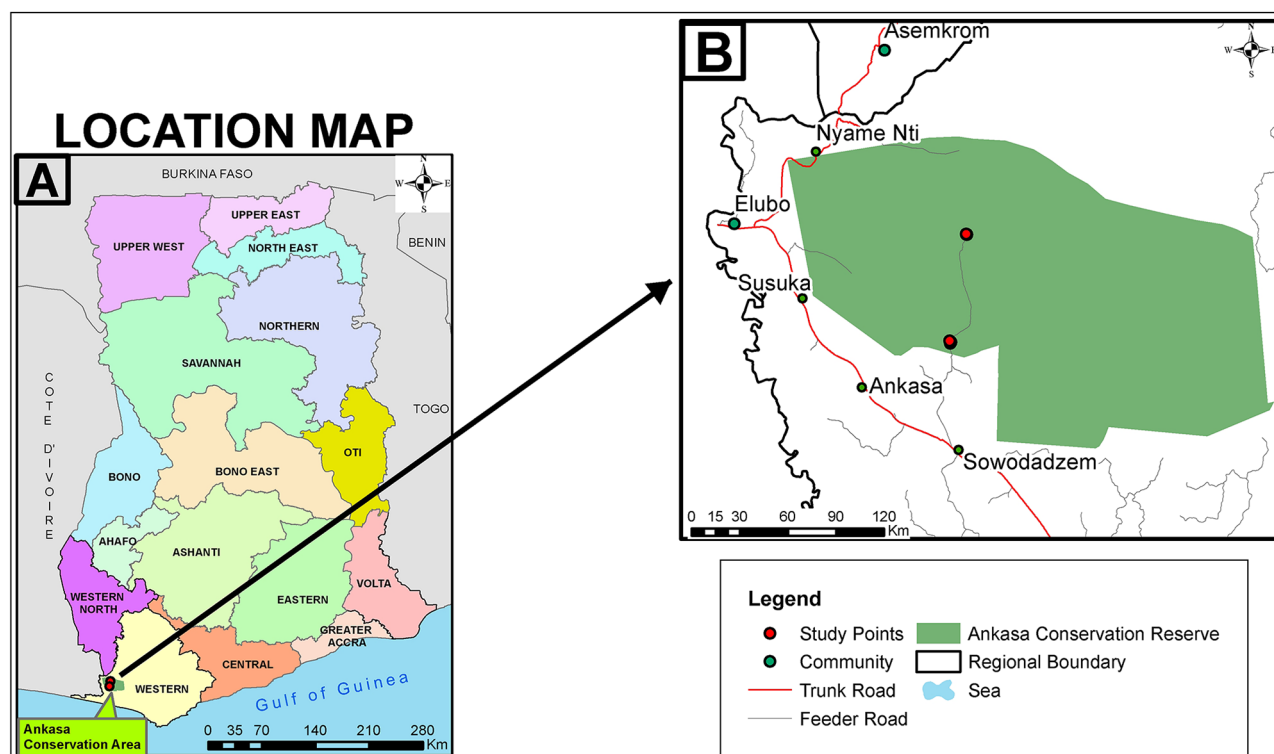 LOCATION MAP
A
N
W E
S
BURKINA FASO
UPPER EAST
UPPER WEST
NORTH EAST
BENIN
NORTHERN
SAVANNAH
COTE D'IVOIRE
TOGO
OTI
BONO
BONO EAST
AHAFO
ASHANTI
VOLTA
WESTERN
NORTH
EASTERN
GREATER
ACCRA
CENTRAL
WESTERN
Gulf of Guinea
Ankasa
Conservation Area
0 35 70 140 210 280
Km
B
Asemkrom
N
W E
S
Nyame Nti
Elubo
Susuka
Ankasa
Sowodadzem
0 15 30 60 90 120
Km
Legend
Study Points
Ankasa Conservation Reserve
Community
Regional Boundary
Trunk Road
Sea
Feeder Road